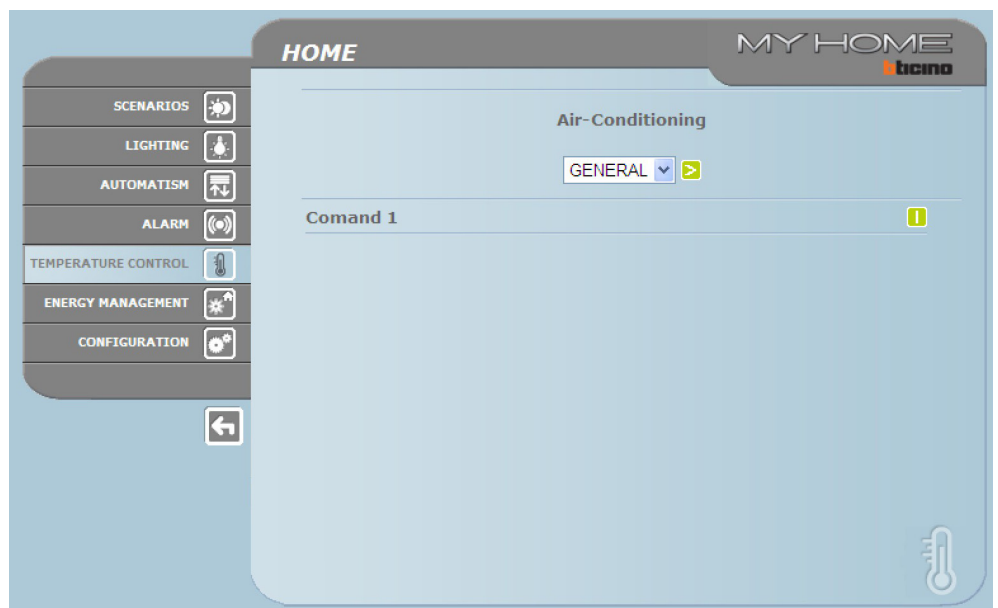 HOME
MY HOME
bticino
SCENARIOS
LIGHTING
AUTOMATISM
ALARM
TEMPERATURE CONTROL
ENERGY MANAGEMENT
CONFIGURATION
Air-Conditioning
GENERAL >
Comand 1 I